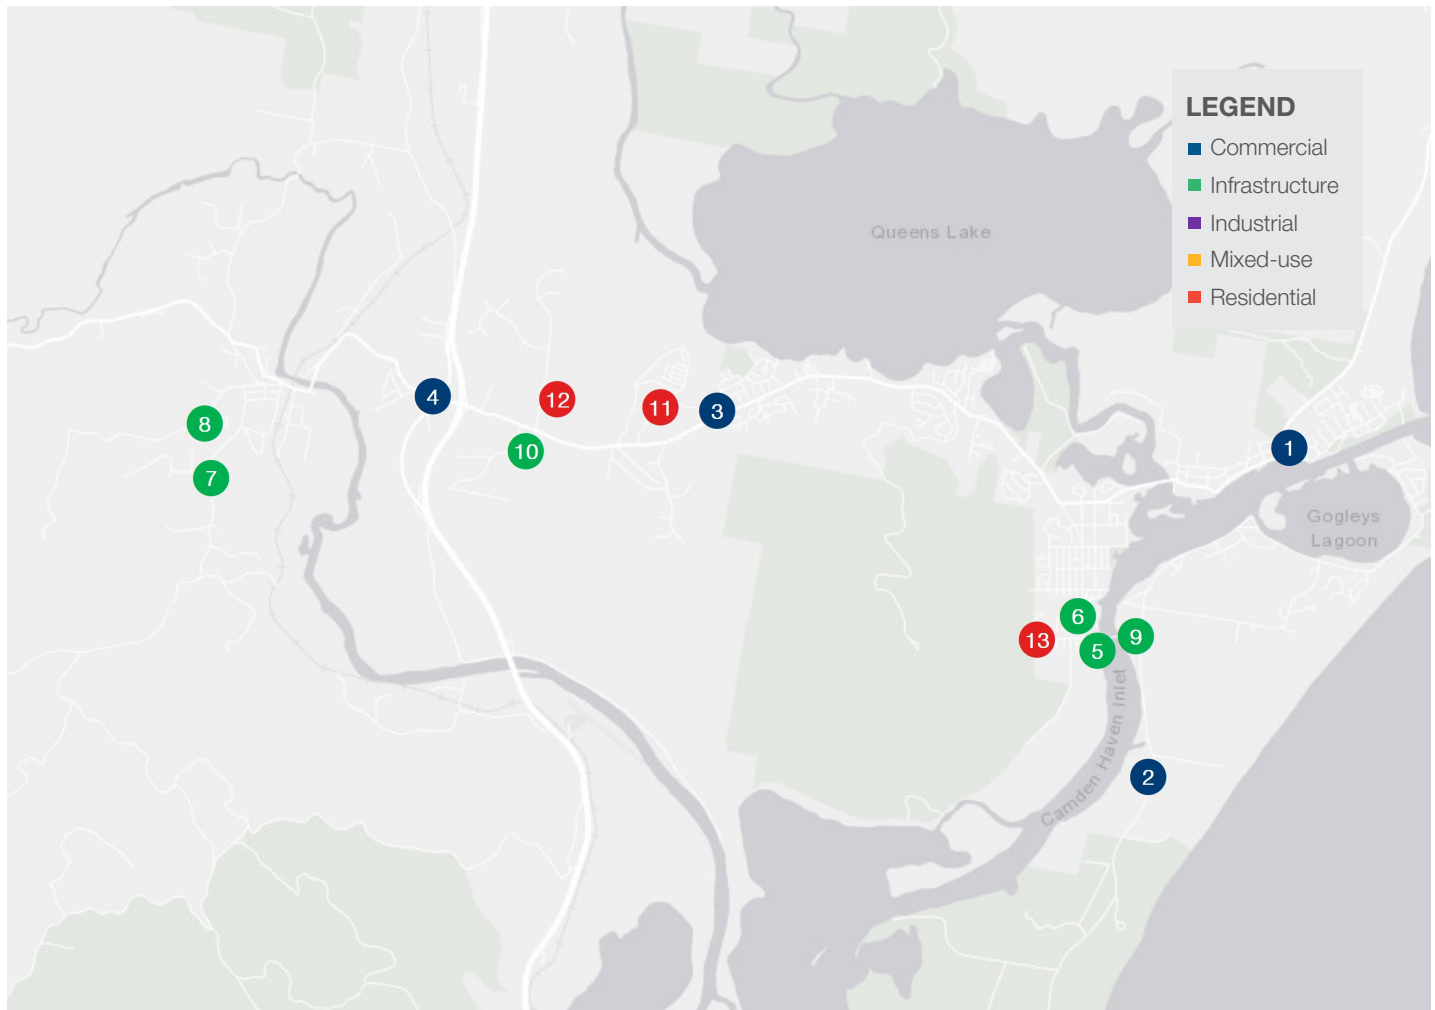 LEGEND
Commercial
Infrastructure
Industrial
Mixed-use
Residential
Queens Lake
4
12
11
3
8
10
7
1
Gogleys
Lagoon
6
13
5
9
Camden Haven Inlet
2